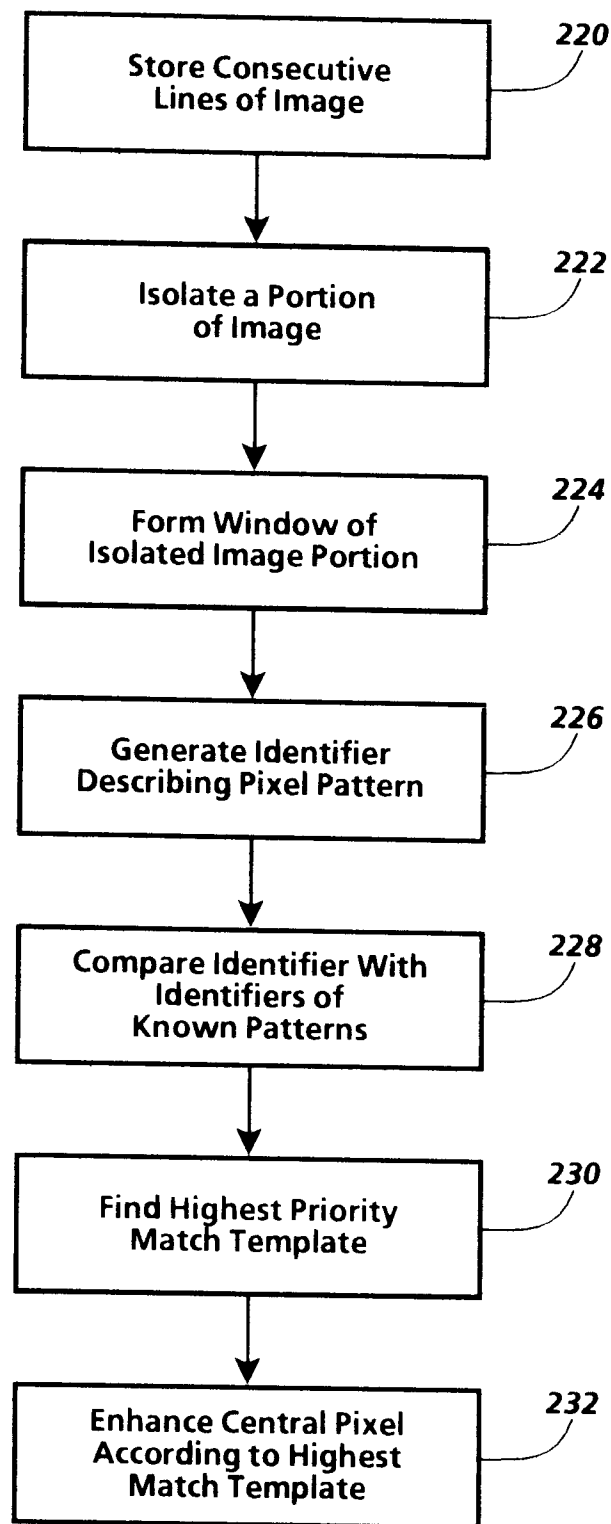 220
Store Consecutive
Lines of Image
222
Isolate a Portion
of Image
224
Form Window of
Isolated Image Portion
226
Generate Identifier
Describing Pixel Pattern
228
Compare Identifier With
Identifiers of
Known Patterns
230
Find Highest Priority
Match Template
232
Enhance Central Pixel
According to Highest
Match Template